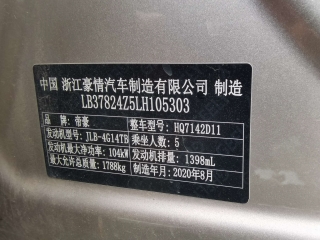 中国 浙江豪情汽车制造有限公司 制造
LB37824Z5LH105303
品牌：帝豪 整车型号：HQ7142D11
发动机型号：JLB-4G14TB 乘坐人数：5
发动机最大净功率：104kW 发动机排量：1398mL
最大允许总质量：1788kg 制造年月：2020年8月